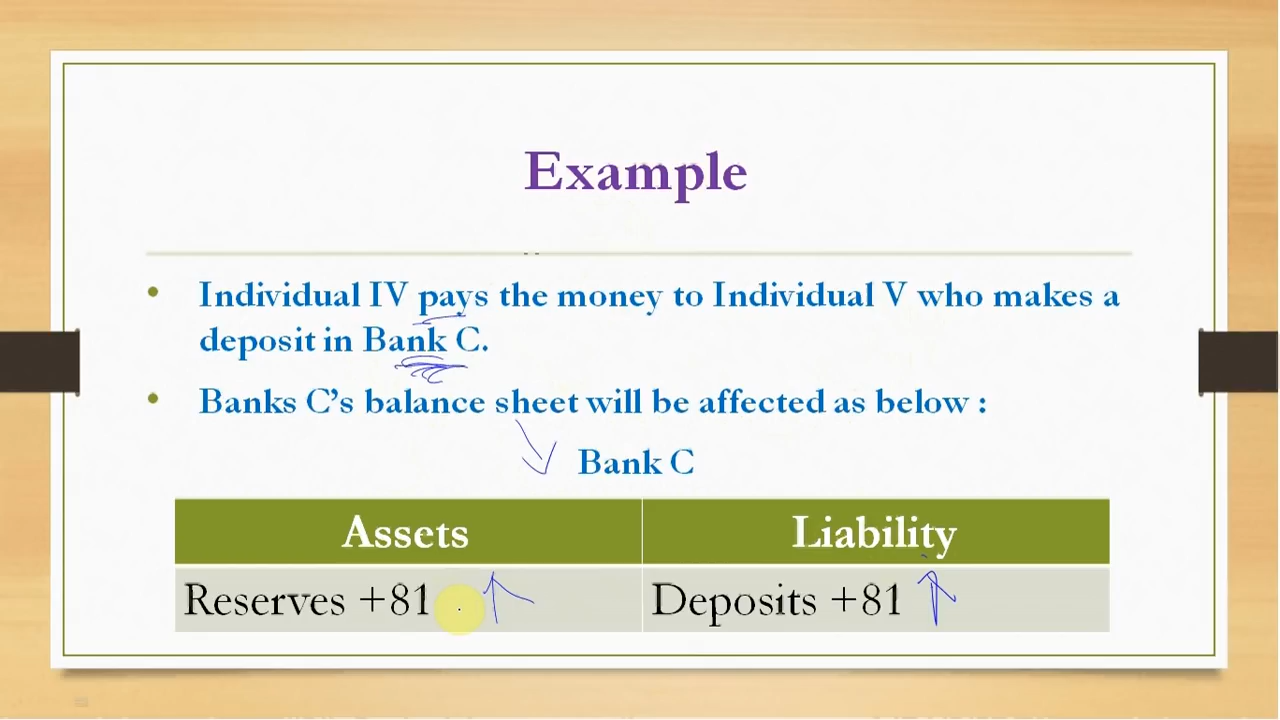 Example
• Individual IV pays the money to Individual V who makes a
deposit in Bank C.
• Banks C's balance sheet will be affected as below :
Bank C
Assets Liability
Reserves +81 Deposits +81